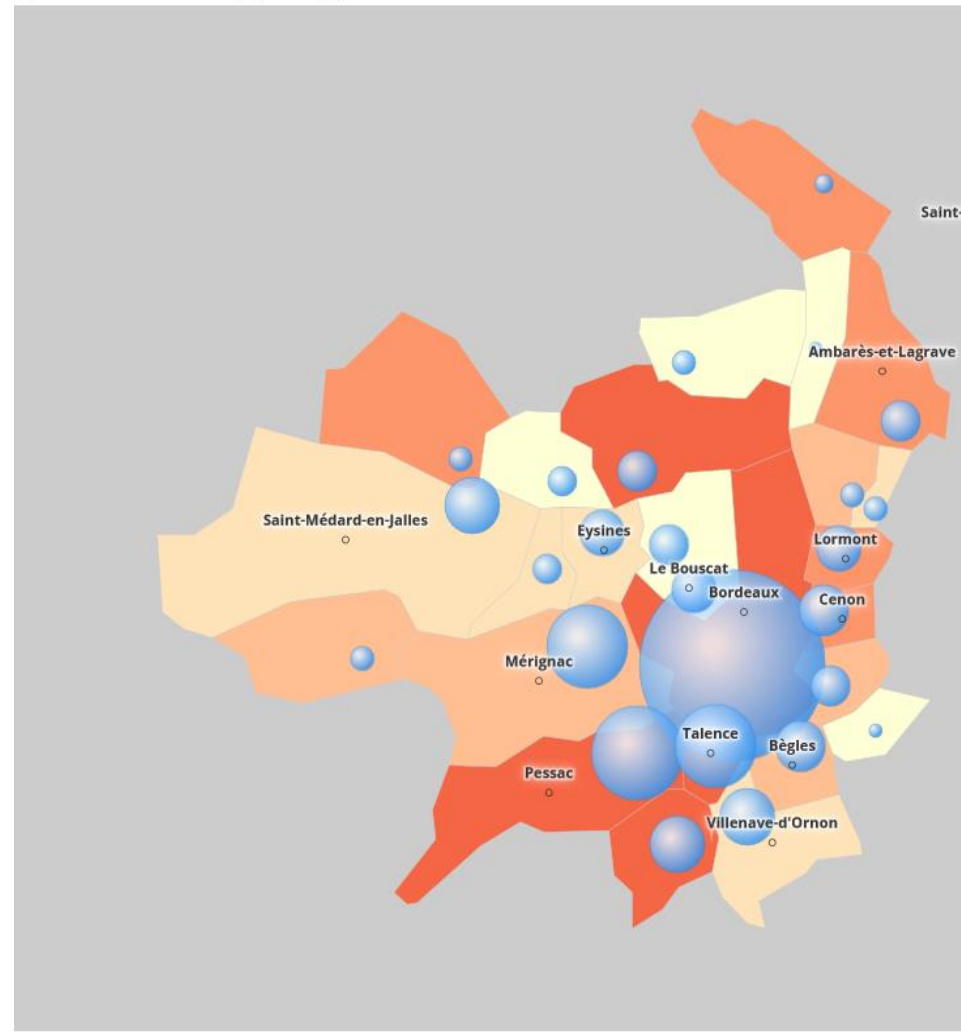 Saint-
Ambarès-et-Lagrave
Saint-Médard-en-Jalles
Eysines
Lormont
Le Bouscat
Bordeaux
Cenon
Mérignac
Talence
Bègles
Pessac
Villenave-d'Ornon